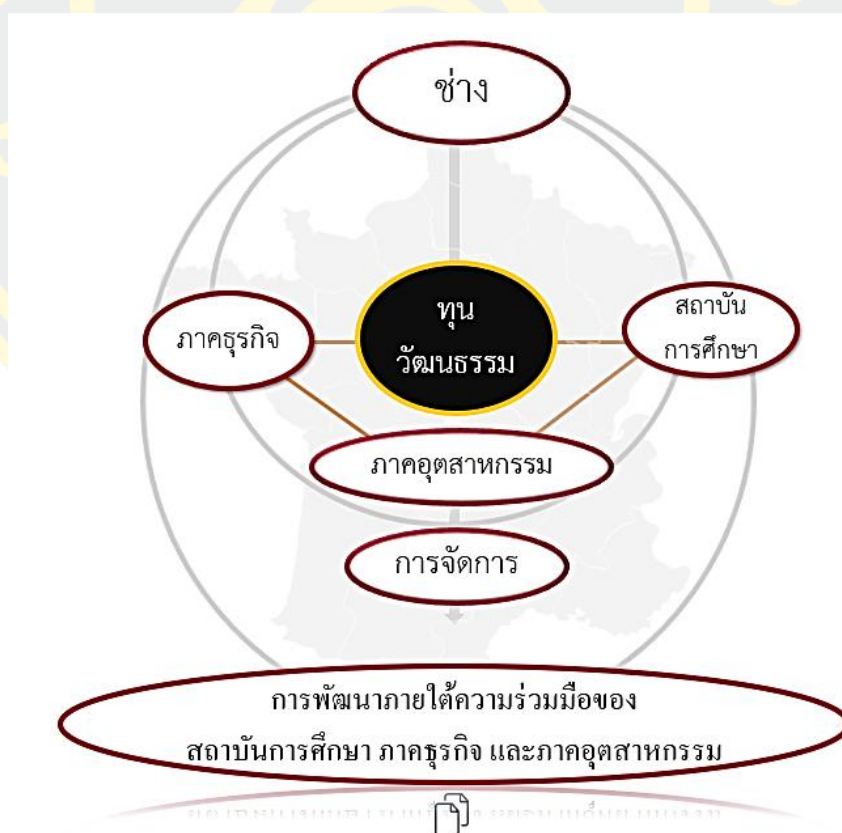 ช่าง
ทุน
วัฒนธรรม
ภาคธุรกิจ
สถาบัน
การศึกษา
ภาคอุตสาหกรรม
การจัดการ
การพัฒนาภายใต้ความร่วมมือของ
สถาบันการศึกษา ภาคธุรกิจ และภาคอุตสาหกรรม